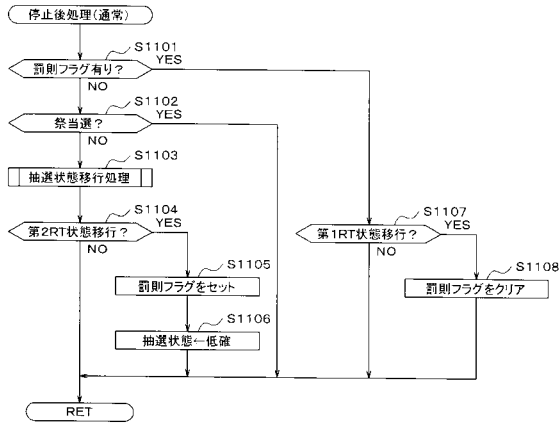 停止後処理(通常)
S1101
罰則フラグ有り?
YES
NO
S1102
祭当選?
YES
NO
S1103
抽選状態移行処理
S1104
第2RT状態移行?
YES
NO
S1105
罰則フラグをセット
S1106
抽選状態←低確
S1107
第1RT状態移行?
YES
NO
S1108
罰則フラグをクリア
RET